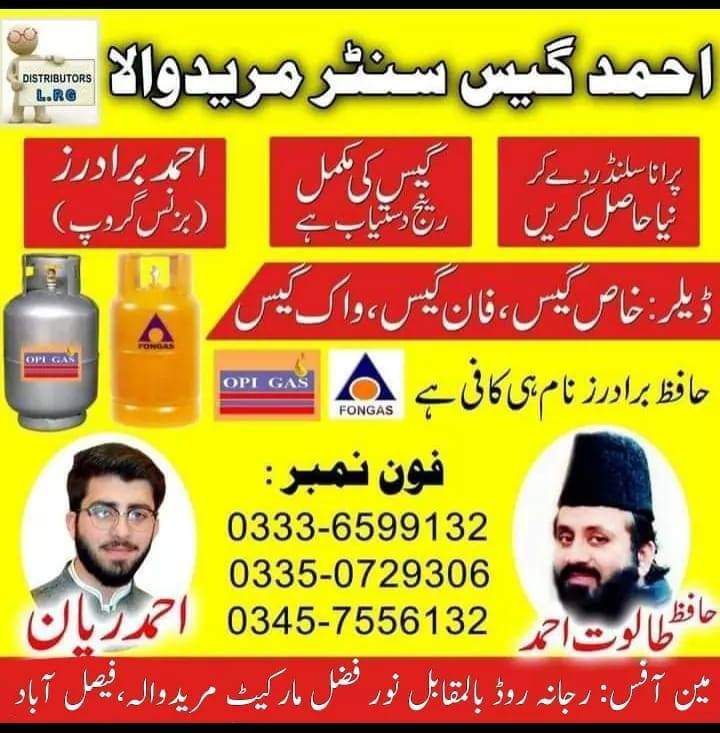 DISTRIBUTORS
L.RG
احمد گیس سنٹر مریدوالا
پرانا سلنڈر دے کر
نیا حاصل کریں
گیس کی مکمل
رینج دستیاب ہے
احمد برادرز
(بزنس گروپ)
ڈیلر: خاص گیس، فان گیس، واک گیس
OPI GAS
FONGAS
OPI GAS
FONGAS
حافظ برادرز نام ہی کافی ہے
فون نمبر:
0333-6599132
0335-0729306
0345-7556132
حافظ طالوت احمد
احمد ریان
مین آفس: رجانہ روڈ بالمقابل نور فضل مارکیٹ مریدوالہ، فیصل آباد